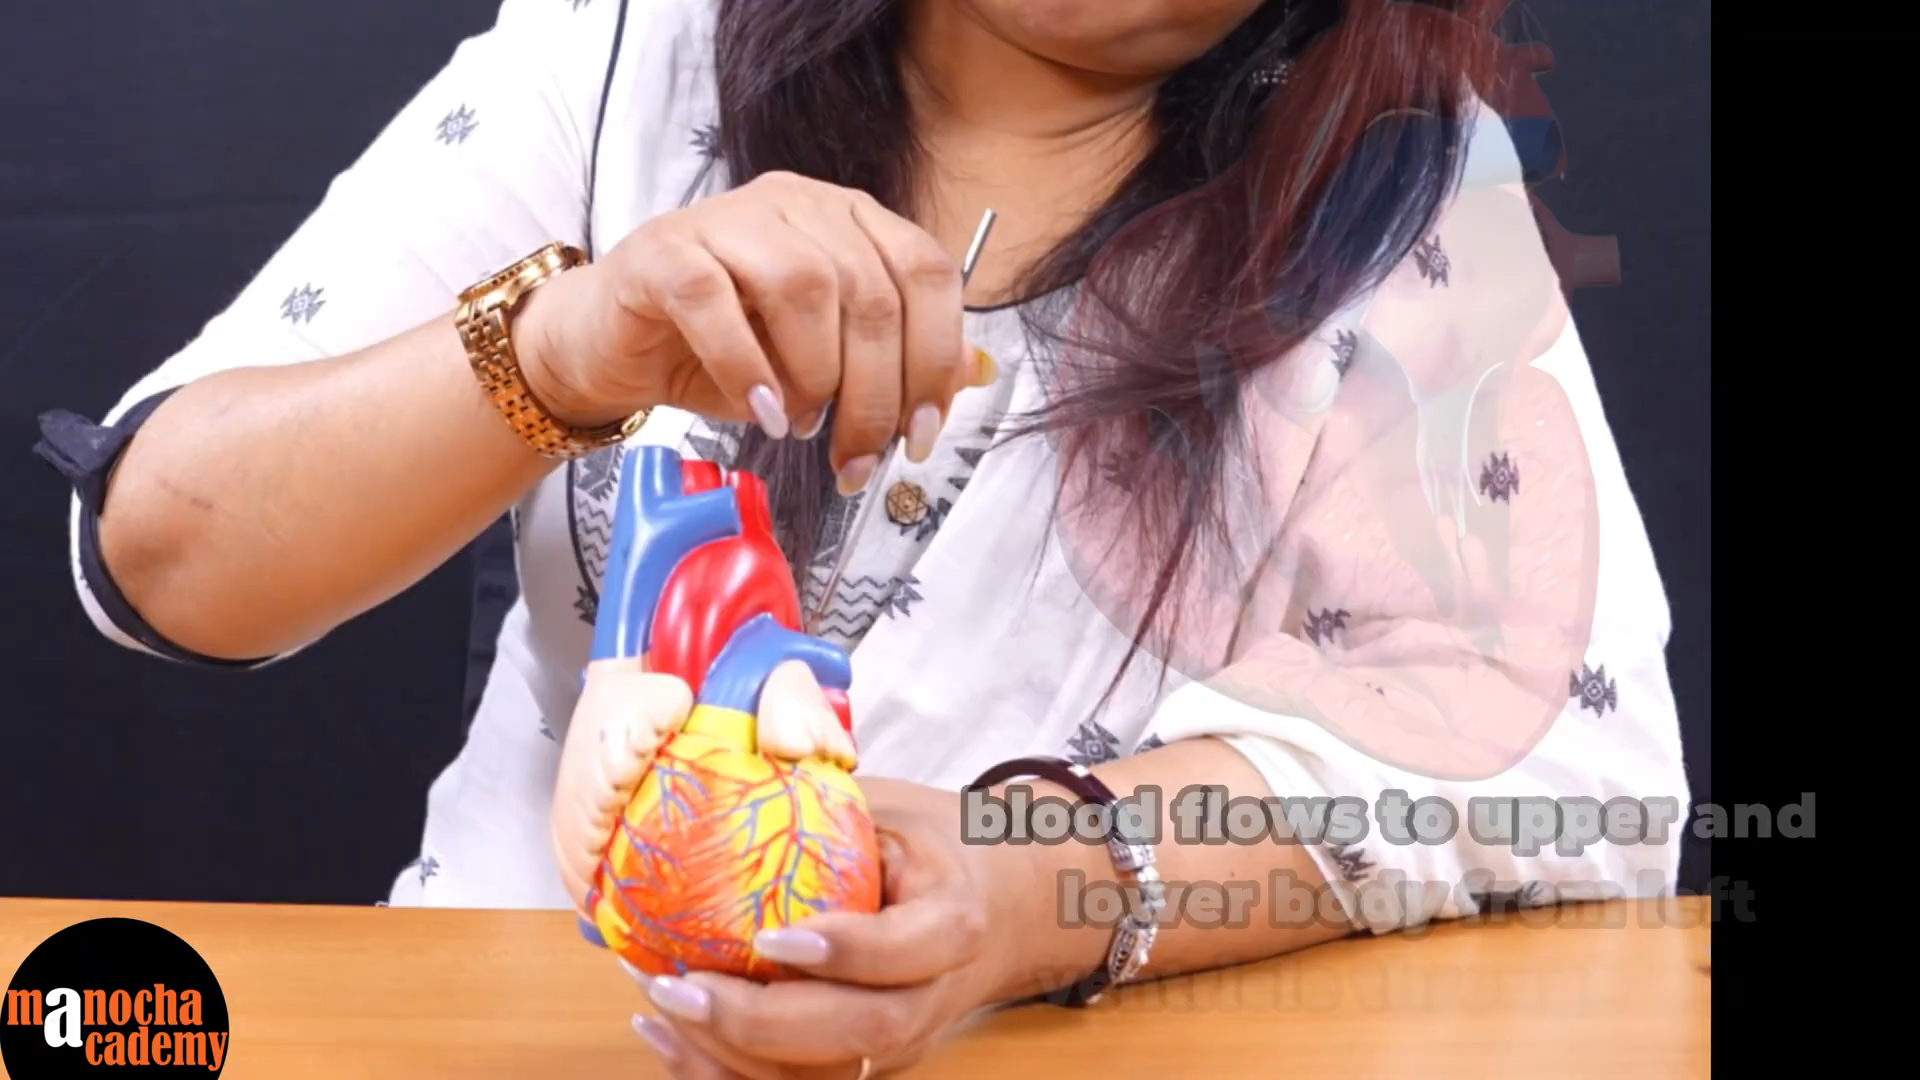 blood flows to upper and
lower body from left
manocha
academy